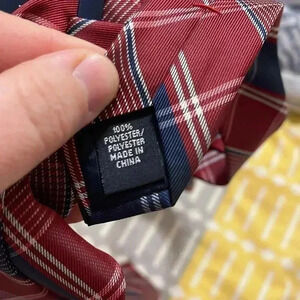 100%
POLYESTER/
POLYESTER
MADE IN
CHINA